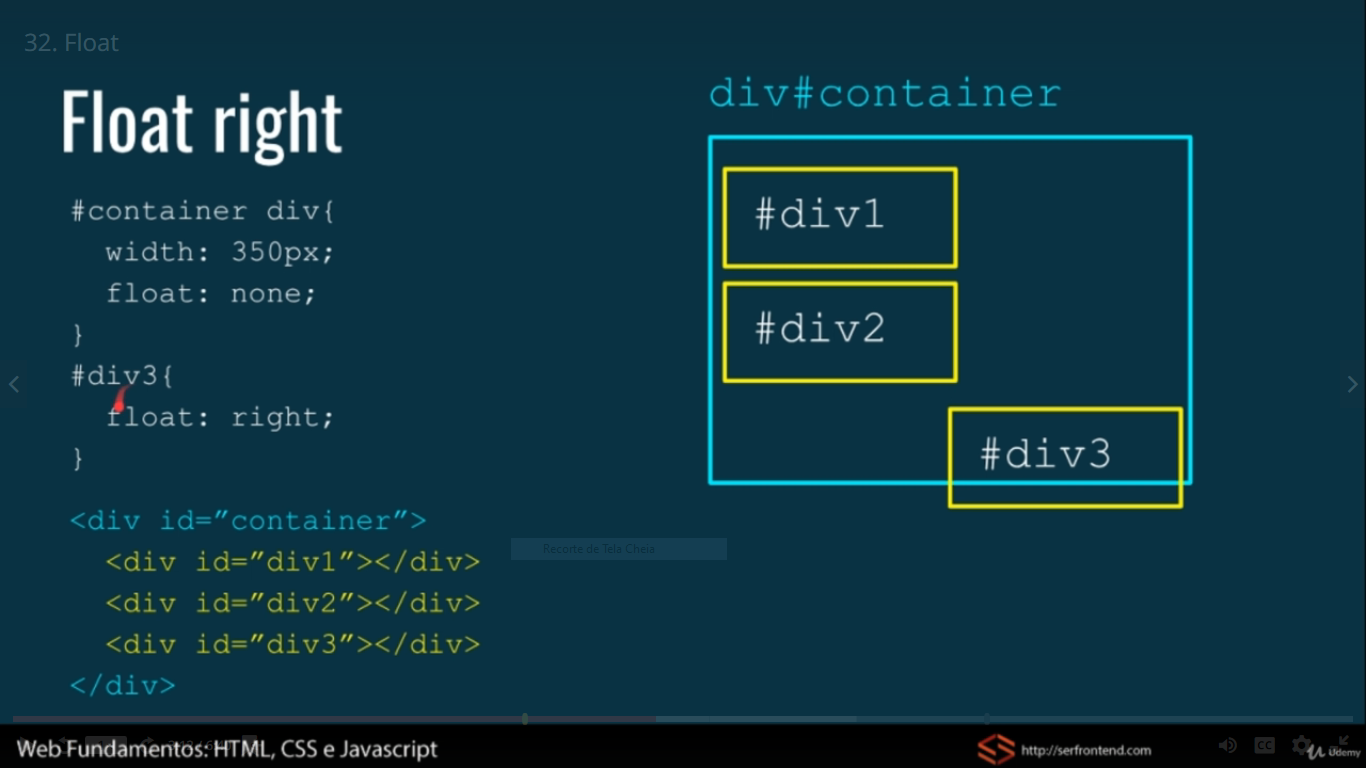 32. Float
Float right
#container div{
width: 350px;
float: none;
}
#div3{
float: right;
}
<div id=”container”>
<div id=”div1”></div>
<div id=”div2”></div>
<div id=”div3”></div>
</div>
div#container
#div1
#div2
#div3
Recorte de Tela Cheia
Web Fundamentos: HTML, CSS e Javascript
http://serfrontend.com
CC
Udemy